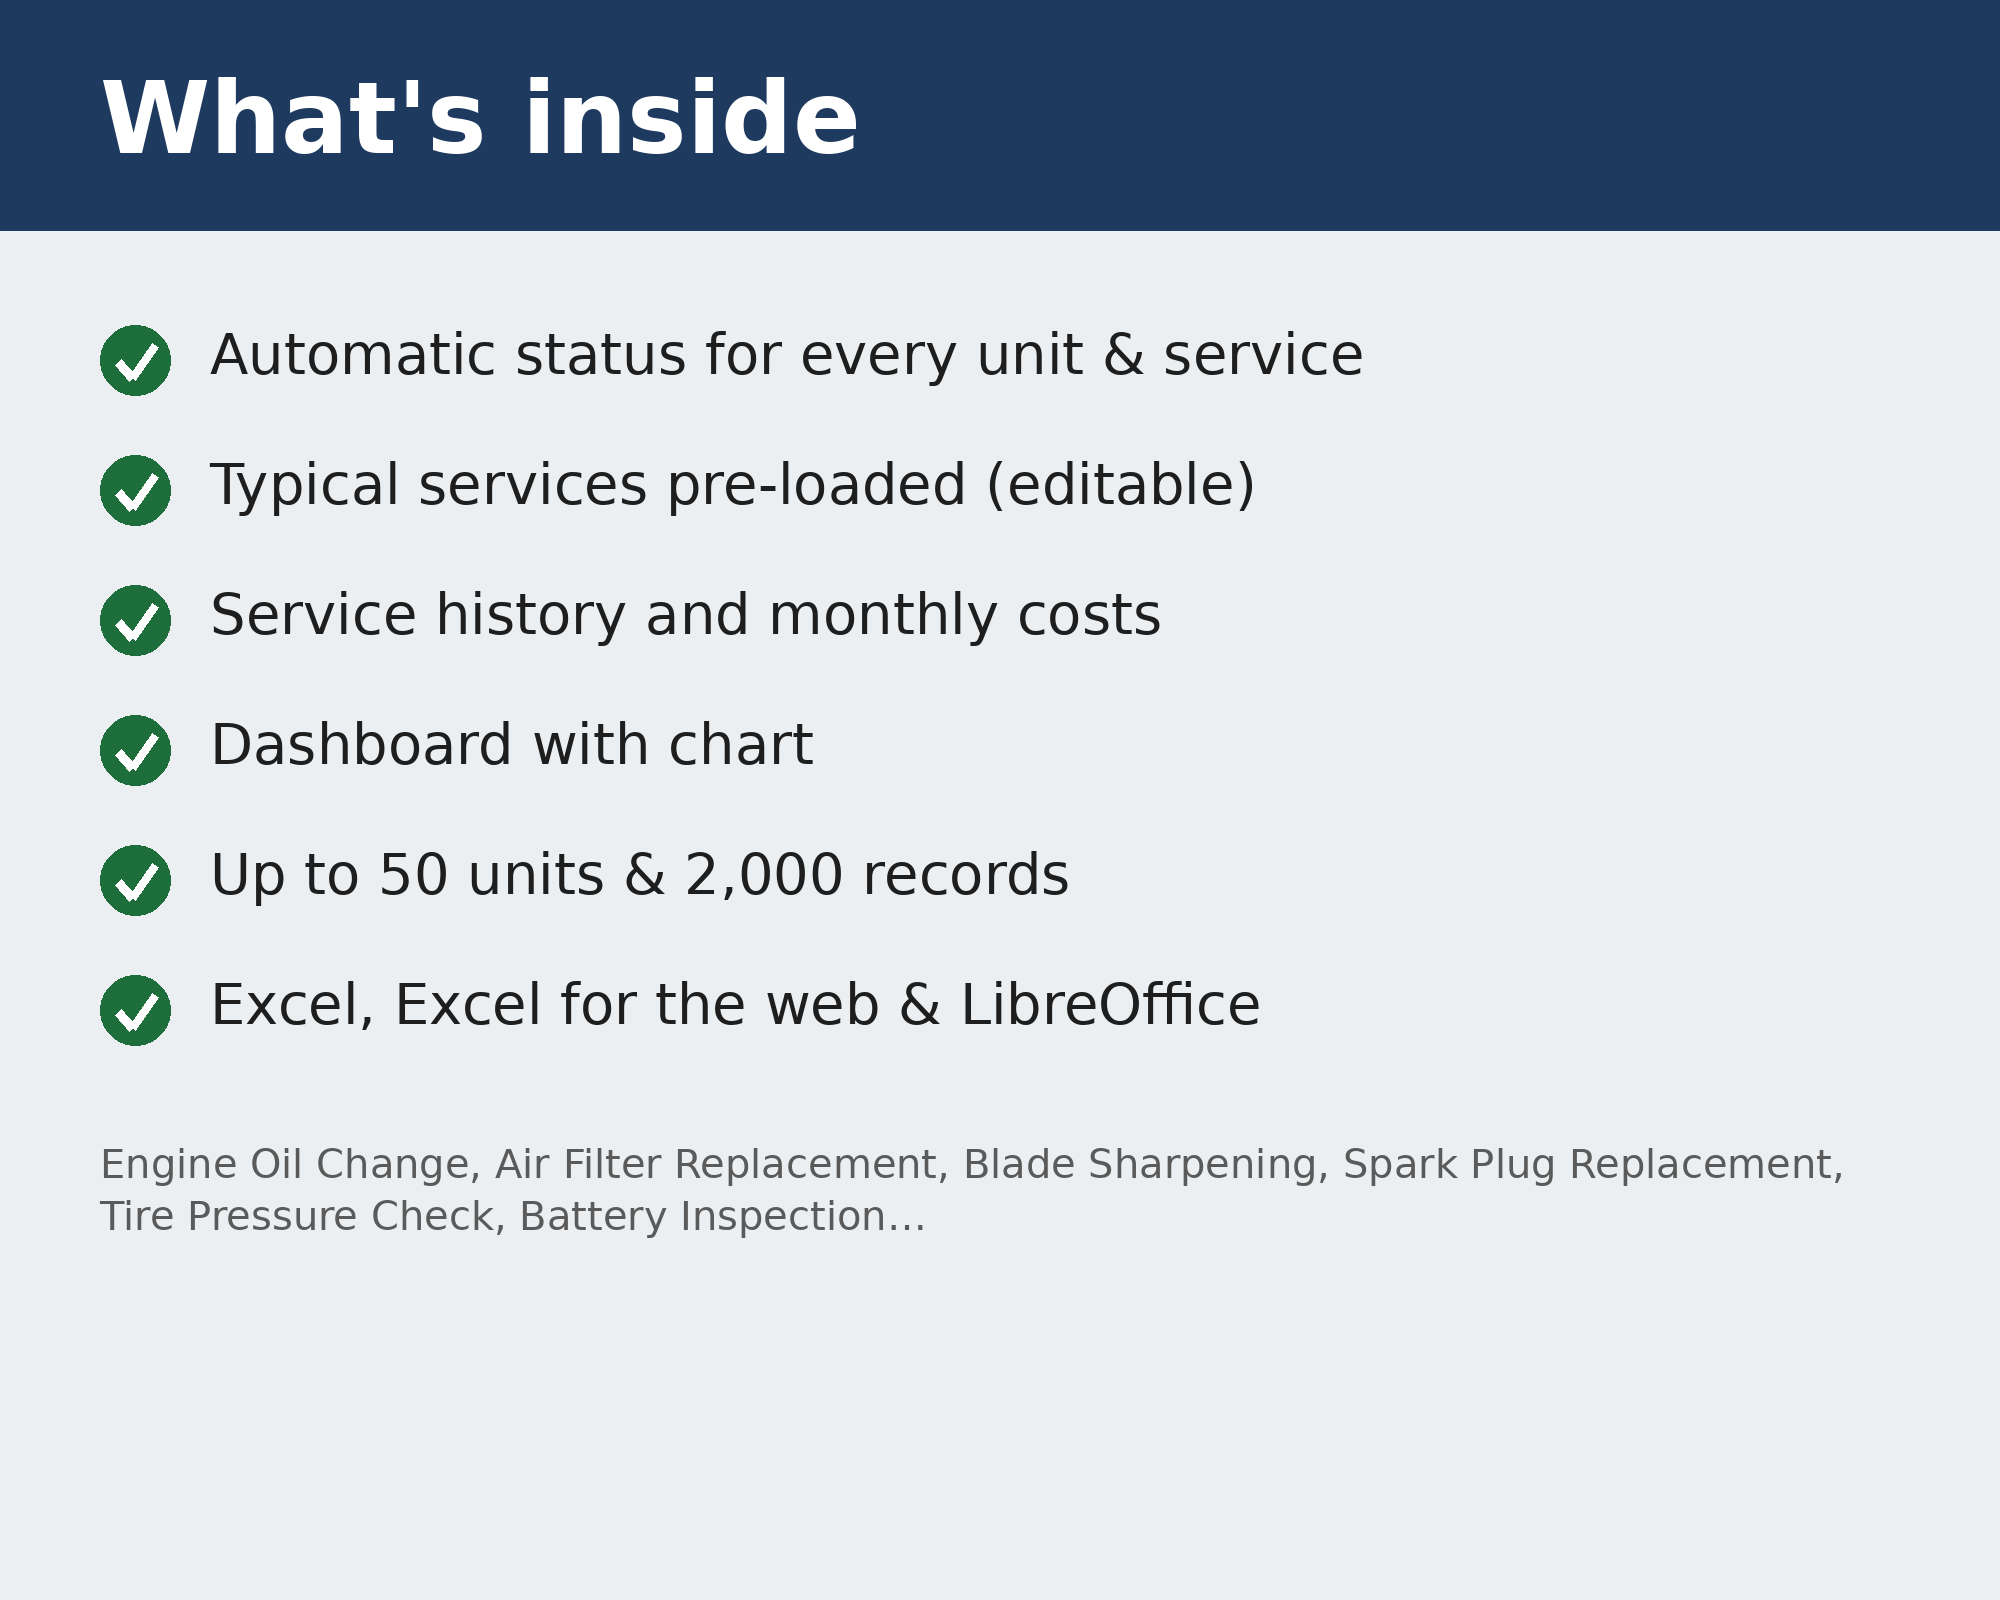 What's inside
Automatic status for every unit & service
Typical services pre-loaded (editable)
Service history and monthly costs
Dashboard with chart
Up to 50 units & 2,000 records
Excel, Excel for the web & LibreOffice
Engine Oil Change, Air Filter Replacement, Blade Sharpening, Spark Plug Replacement,
Tire Pressure Check, Battery Inspection…